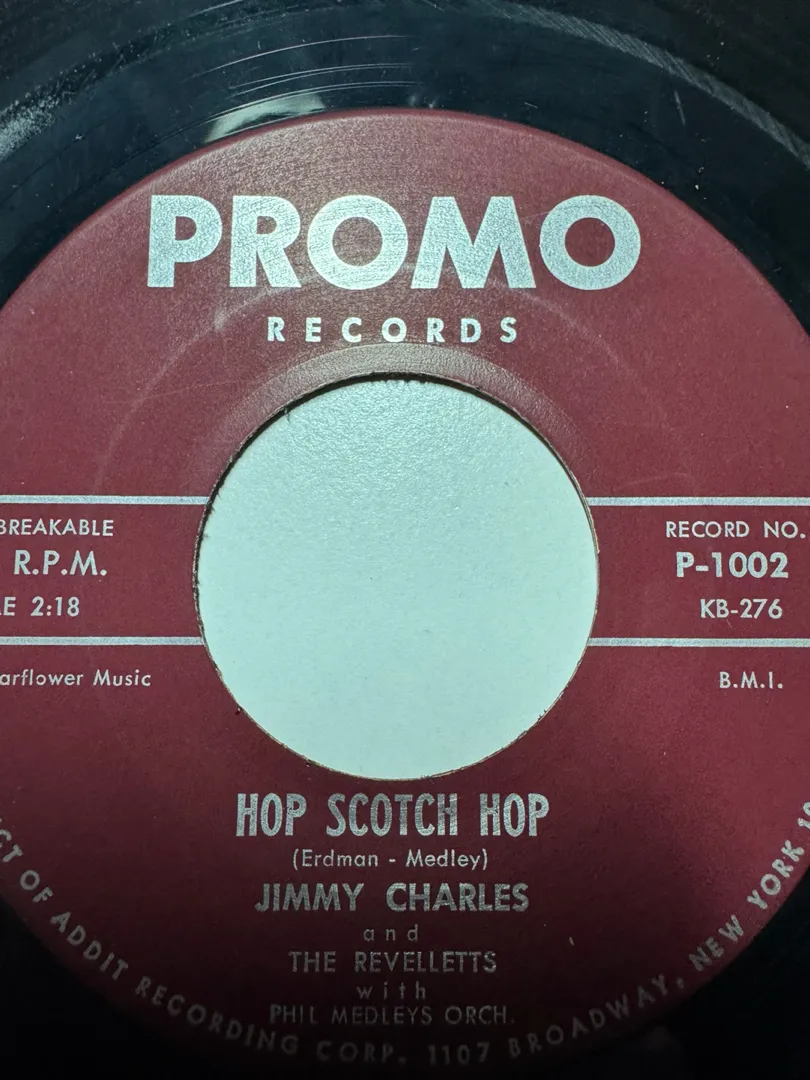 PROMO
RECORDS
BREAKABLE
R.P.M.
2:18
RECORD NO.
P-1002
KB-276
Music
B.M.I.
HOP SCOTCH HOP
(Erdman - Medley)
JIMMY CHARLES
and
THE REVELLETTS
with
PHIL MEDLEYS ORCH.
OF ADDIT RECORDING CORP. 1107 BROADWAY, NEW YORK